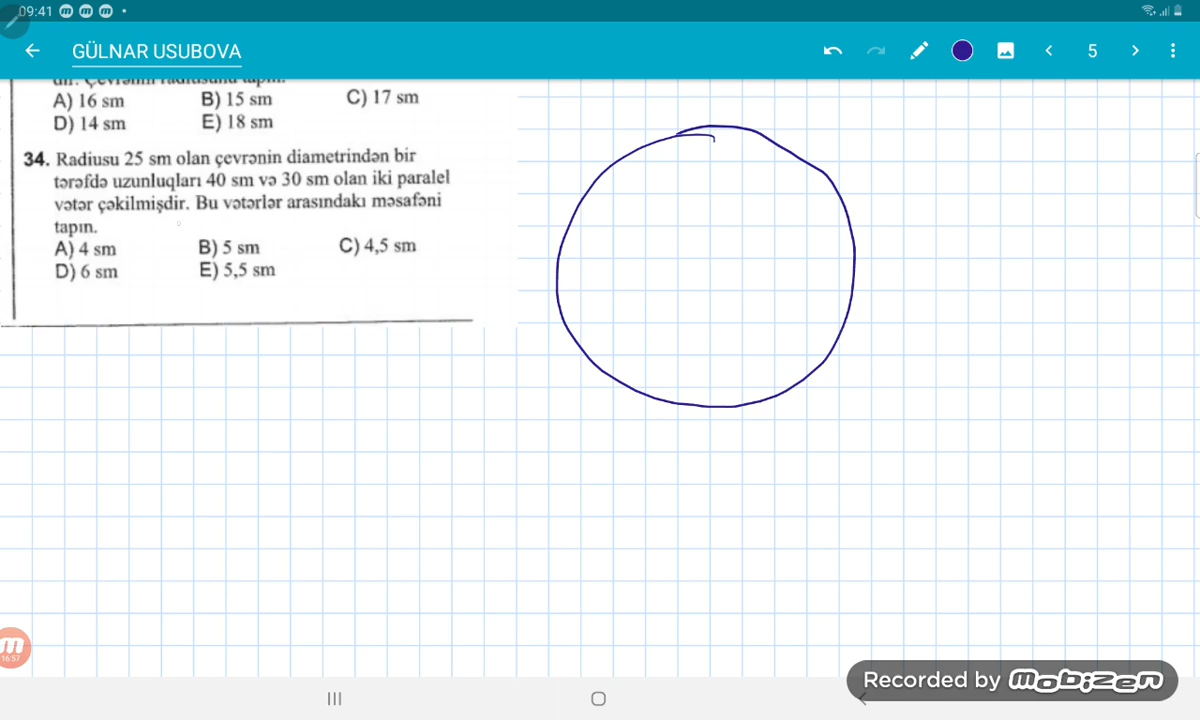 09:41
GÜLNAR USUBOVA
5
A) 16 sm B) 15 sm C) 17 sm
D) 14 sm E) 18 sm
34. Radiusu 25 sm olan çevrənin diametrindən bir
tərəfdə uzunluqları 40 sm və 30 sm olan iki paralel
vətər çəkilmişdir. Bu vətərlər arasındakı məsafəni
tapın.
A) 4 sm B) 5 sm C) 4,5 sm
D) 6 sm E) 5,5 sm
16:57
Recorded by mobizen